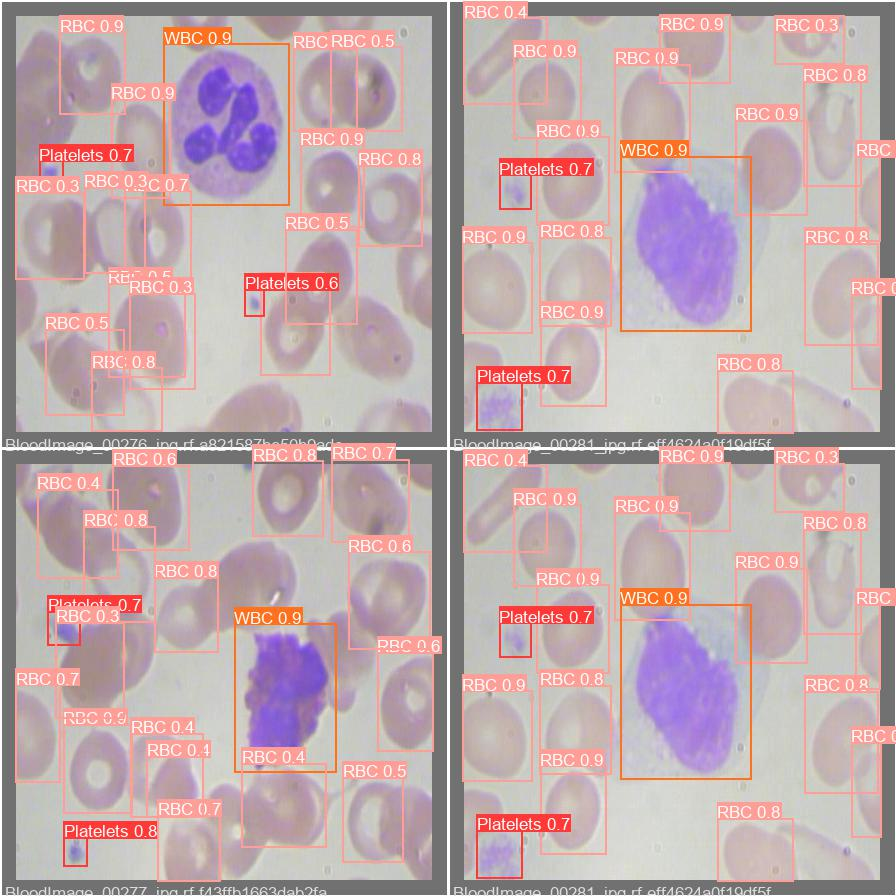 RBC 0.9
WBC 0.9
RBC
RBC 0.5
RBC 0.9
Platelets 0.7
RBC 0.9
RBC 0.8
RBC 0.3
RBC 0.3
C 0.7
RBC 0.5
Platelets 0.6
RBC 0.5
RBC 0.3
RBC 0.5
RBC 0.8
RBC 0.4
RBC 0.9
RBC 0.3
RBC 0.9
RBC 0.9
RBC 0.8
RBC 0.9
RBC 0.9
WBC 0.9
RBC
Platelets 0.7
RBC 0.9
RBC 0.8
RBC 0.8
RBC 0
RBC 0.9
Platelets 0.7
RBC 0.8
BloodImage_00276_jpg.rf.a821587
BloodImage_00281_jpg.rf.eff4624a0f19df5f
RBC 0.6
RBC 0.8
RBC 0.7
RBC 0.4
RBC 0.8
RBC 0.8
RBC 0.6
Platelets 0.7
RBC 0.3
WBC 0.9
RBC 0.6
RBC 0.7
RBC 0.9
RBC 0.4
RBC 0.4
RBC 0.4
RBC 0.5
RBC 0.7
Platelets 0.8
RBC 0.4
RBC 0.9
RBC 0.3
RBC 0.9
RBC 0.9
RBC 0.8
RBC 0.9
RBC 0.9
WBC 0.9
RBC
Platelets 0.7
RBC 0.9
RBC 0.8
RBC 0.8
RBC 0
RBC 0.9
Platelets 0.7
RBC 0.8
BloodImage_00277_jpg.rf.f43ffb1663dab2fa
BloodImage_00281_jpg.rf.eff4624a0f19df5f